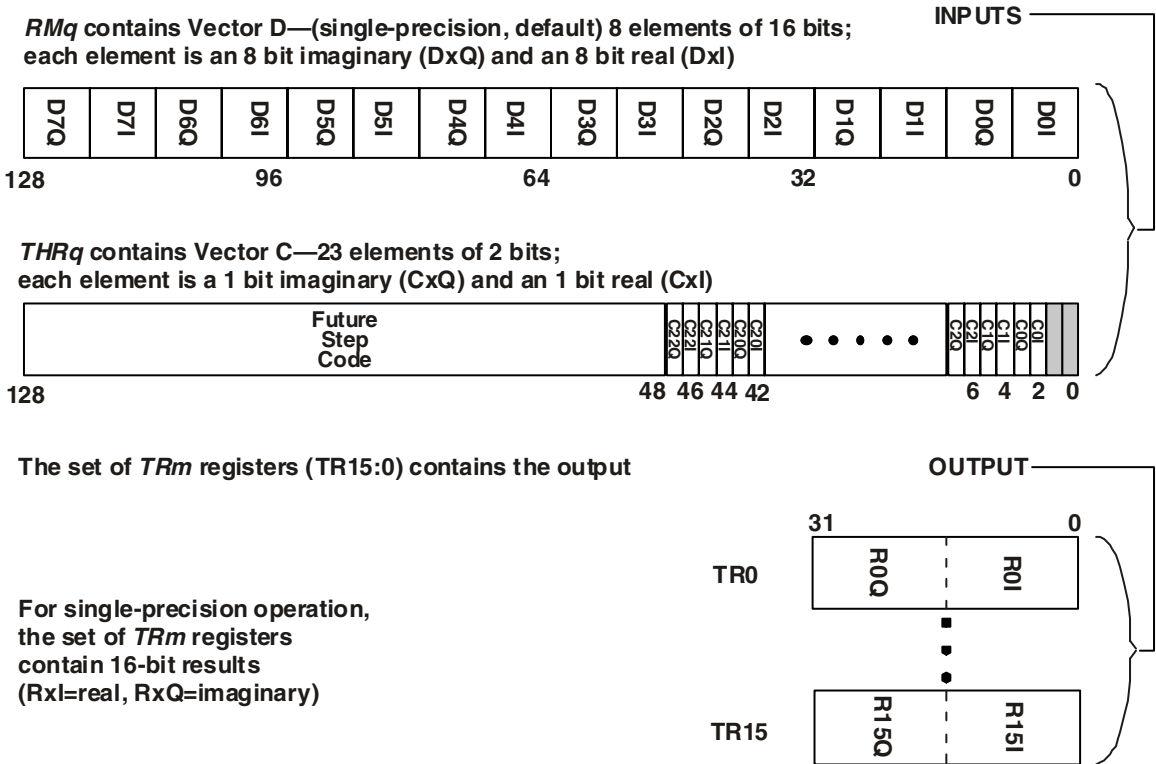 INPUTS
RMq contains Vector D—(single-precision, default) 8 elements of 16 bits;
each element is an 8 bit imaginary (DxQ) and an 8 bit real (DxI)
D7Q D7I D6Q D6I D5Q D5I D4Q D4I D3Q D3I D2Q D2I D1Q D1I D0Q D0I
128 96 64 32 0
THRq contains Vector C—23 elements of 2 bits;
each element is a 1 bit imaginary (CxQ) and an 1 bit real (CxI)
Future
Step
Code
C22Q C22I C21Q C21I C20Q C20I C2Q C2I C1Q C1I C0Q C0I
128 48 46 44 42 6 4 2 0
The set of TRm registers (TR15:0) contains the output
OUTPUT
31 0
TR0
R0Q R0I
For single-precision operation,
the set of TRm registers
contain 16-bit results
(RxI=real, RxQ=imaginary)
TR15
R15Q R15I